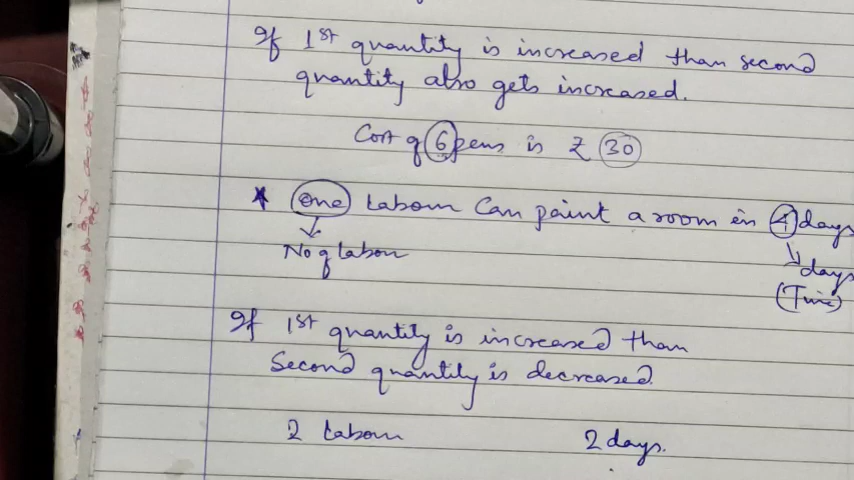 If 1st quantity is increased than second
quantity also gets increased.
Cost of 6 pens is ₹ 30
* One labour can paint a room in 4 days
No of labour
days
(Time)
If 1st quantity is increased than
Second quantity is decreased.
2 labour 2 days.